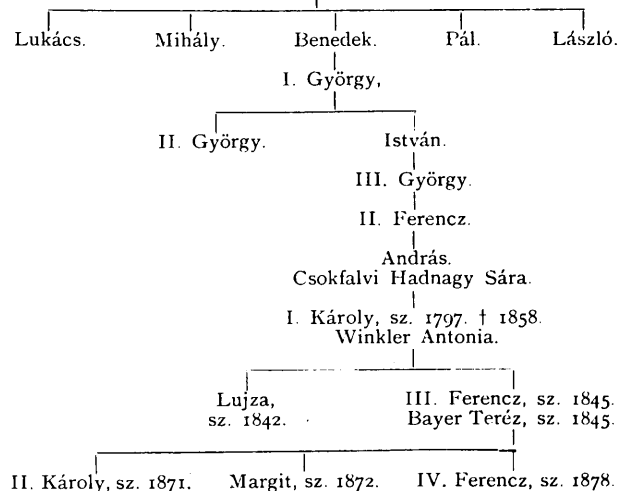 Lukács. Mihály. Benedek. Pál. László.
I. György,
II. György. István.
III. György.
II. Ferencz.
András.
Csokfalvi Hadnagy Sára.
I. Károly, sz. 1797. † 1858.
Winkler Antonia.
Lujza, III. Ferencz, sz. 1845.
sz. 1842. Bayer Teréz, sz. 1845.
II. Károly, sz. 1871. Margit, sz. 1872. IV. Ferencz, sz. 1878.